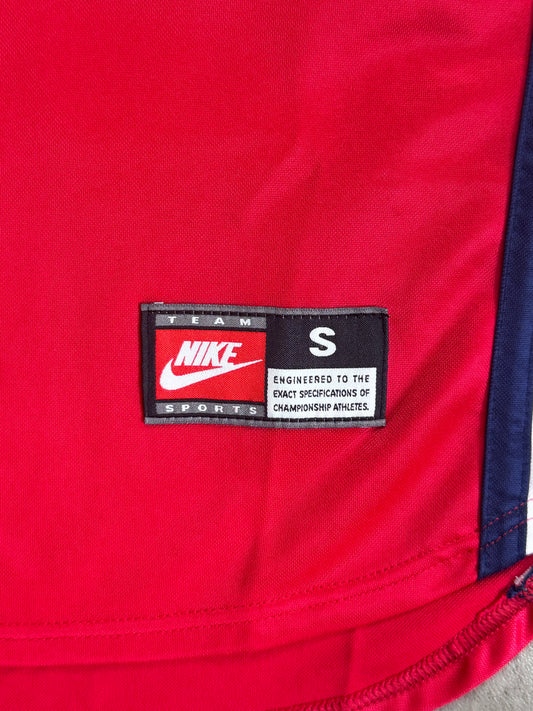 TEAM
NIKE
SPORTS
S
ENGINEERED TO THE
EXACT SPECIFICATIONS OF
CHAMPIONSHIP ATHLETES.